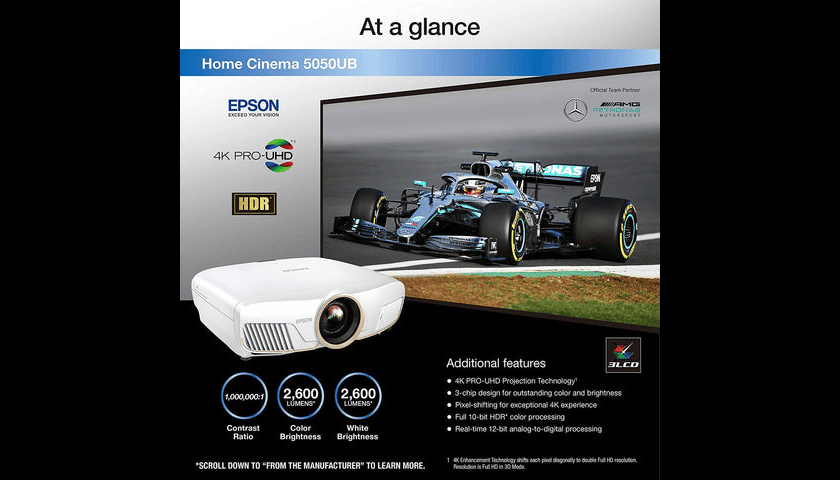 At a glance
Home Cinema 5050UB
EPSON
EXCEED YOUR VISION
4K PRO-UHD¹
HDR
Official Team Partner
AMG
PETRONAS
MOTORSPORT
PETRONAS
EPSON
EPSON
3LCD
1,000,000:1
Contrast
Ratio
2,600
LUMENS*
Color
Brightness
2,600
LUMENS*
White
Brightness
Additional features
• 4K PRO-UHD Projection Technology¹
• 3-chip design for outstanding color and brightness
• Pixel-shifting for exceptional 4K experience
• Full 10-bit HDR* color processing
• Real-time 12-bit analog-to-digital processing
*SCROLL DOWN TO “FROM THE MANUFACTURER” TO LEARN MORE.
1 4K Enhancement Technology shifts each pixel diagonally to double Full HD resolution.
Resolution is Full HD in 3D Mode.